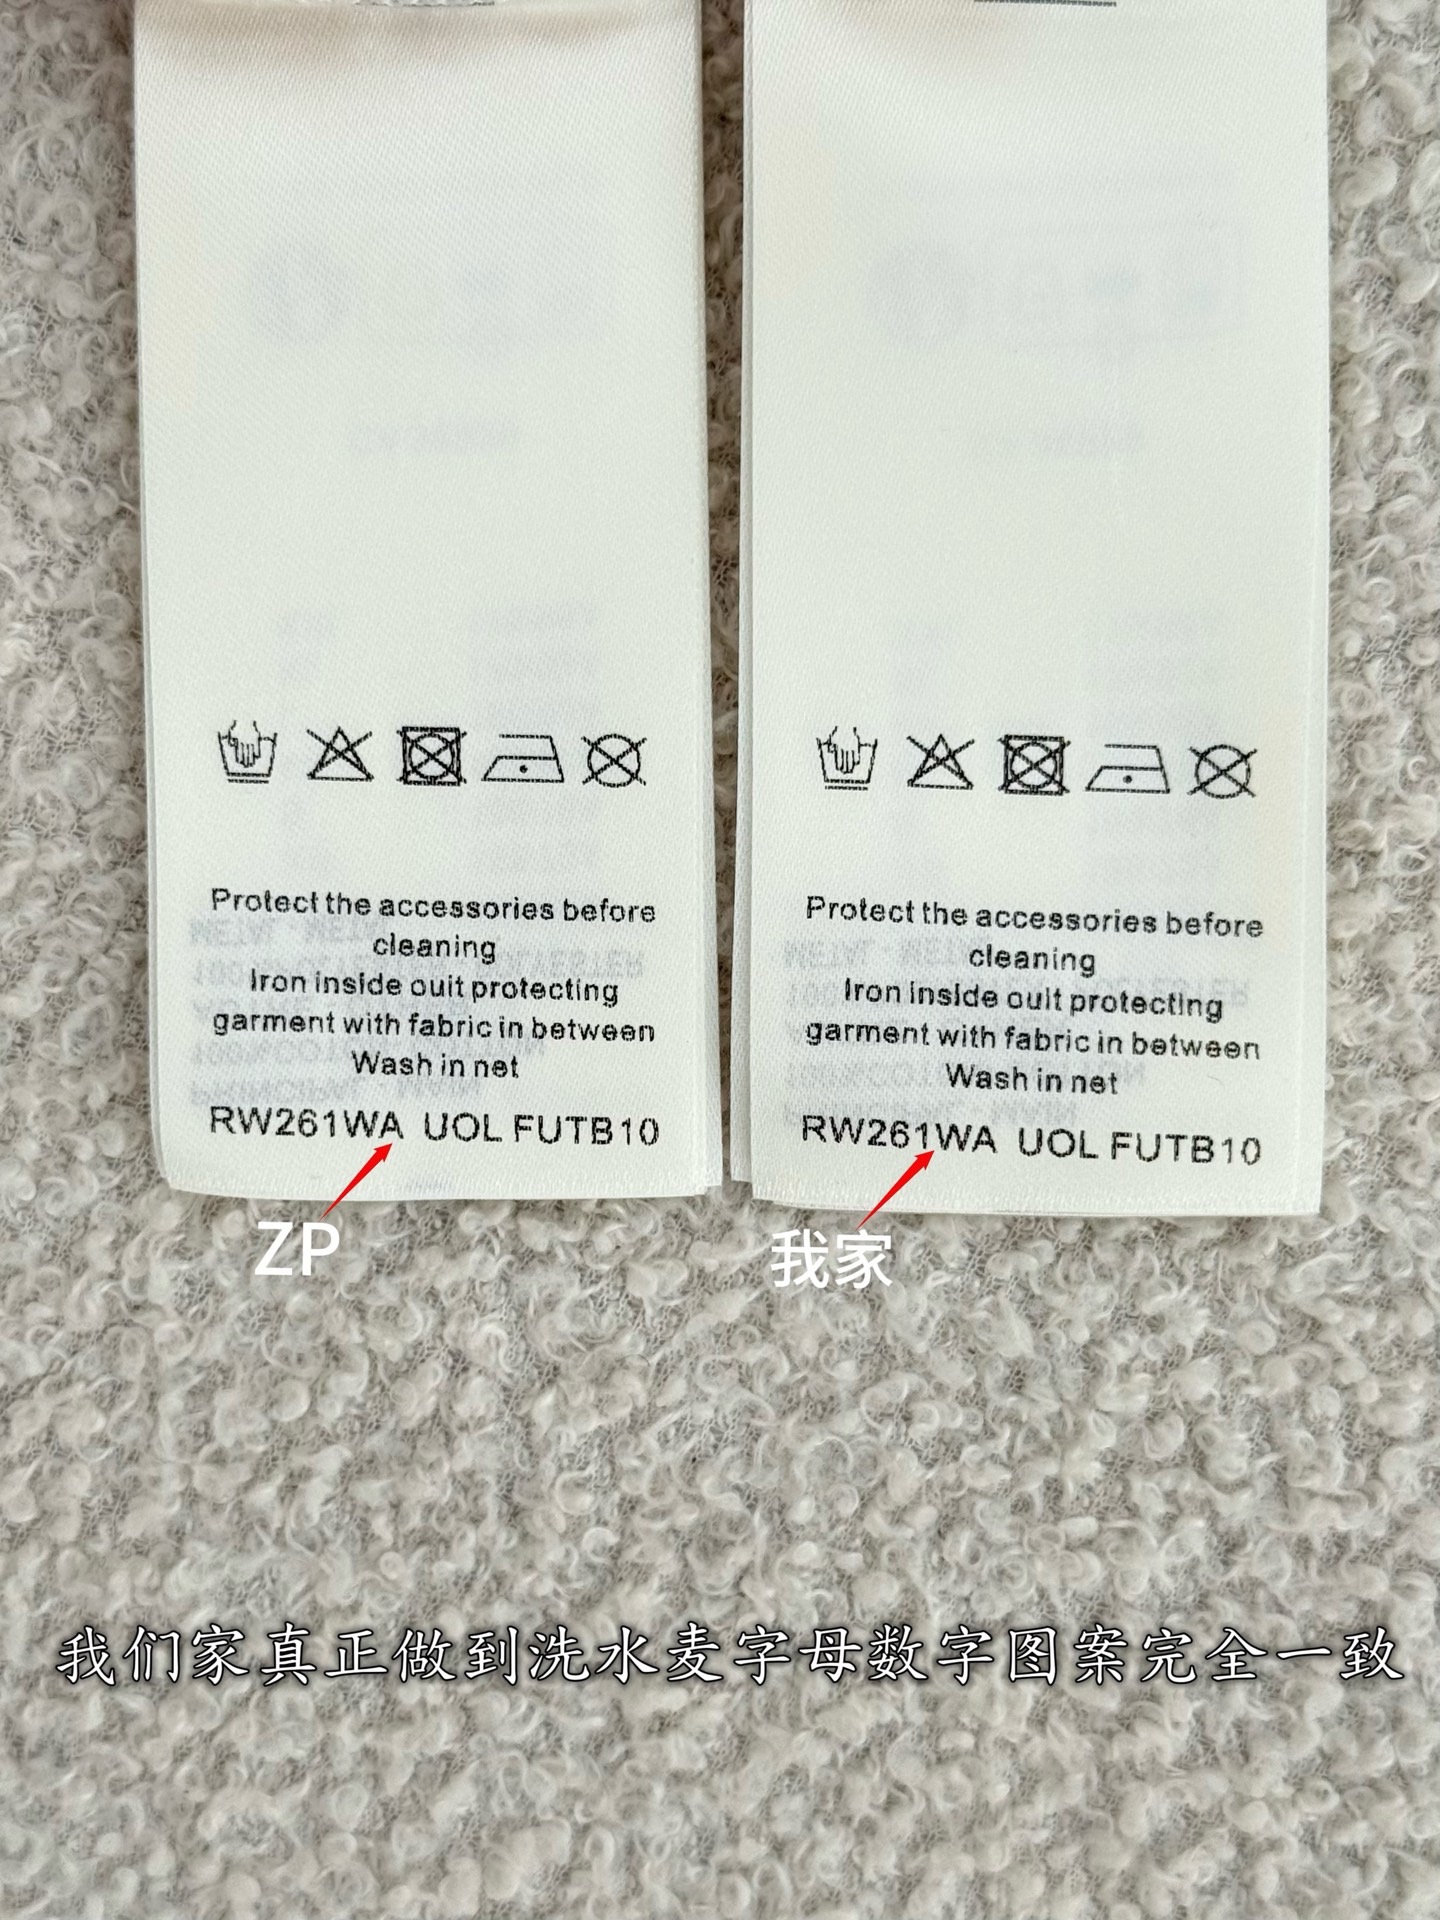 Protect the accessories before
cleaning
Iron inside ouit protecting
garment with fabric in between
Wash in net
RW261WA UOL FUTB10
ZP
Protect the accessories before
cleaning
Iron inside ouit protecting
garment with fabric in between
Wash in net
RW261WA UOL FUTB10
我家
我们家真正做到洗水麦字母数字图案完全一致